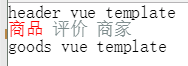 header vue template
商品 评价 商家
goods vue template